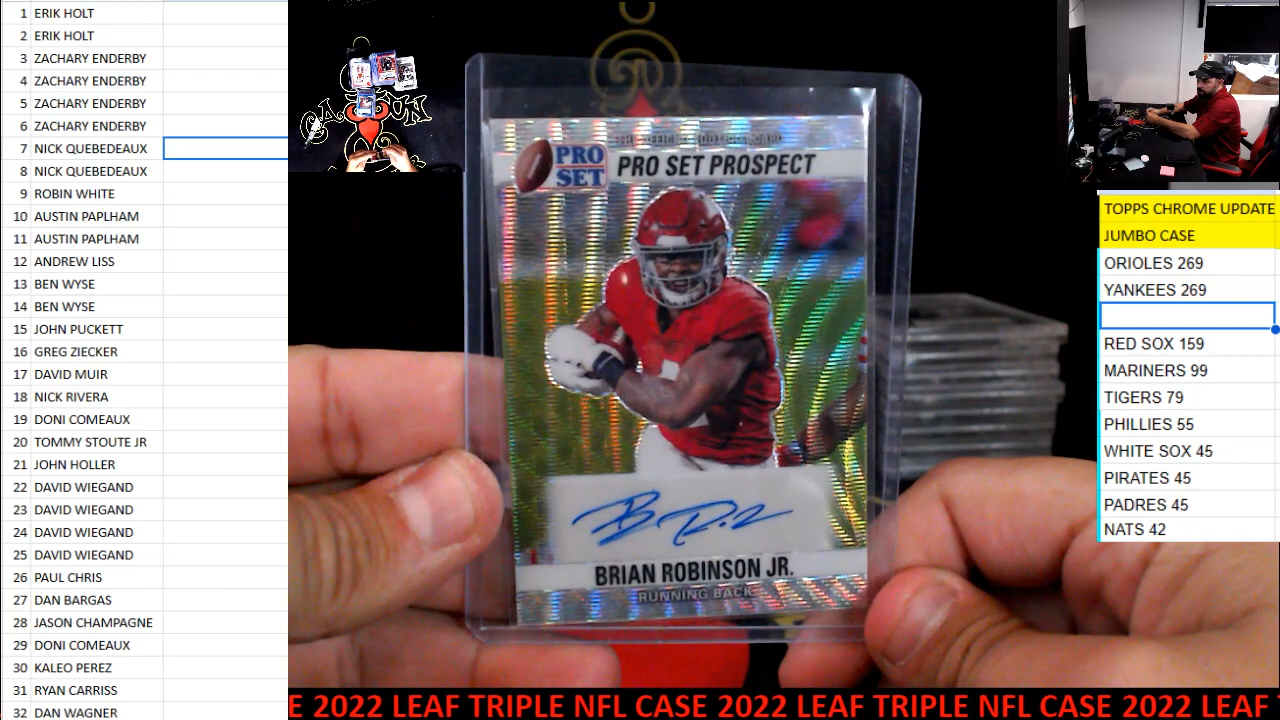 1 ERIK HOLT
2 ERIK HOLT
3 ZACHARY ENDERBY
4 ZACHARY ENDERBY
5 ZACHARY ENDERBY
6 ZACHARY ENDERBY
7 NICK QUEBEDEAUX
8 NICK QUEBEDEAUX
9 ROBIN WHITE
10 AUSTIN PAPLHAM
11 AUSTIN PAPLHAM
12 ANDREW LISS
13 BEN WYSE
14 BEN WYSE
15 JOHN PUCKETT
16 GREG ZIECKER
17 DAVID MUIR
18 NICK RIVERA
19 DONI COMEAUX
20 TOMMY STOUTE JR
21 JOHN HOLLER
22 DAVID WIEGAND
23 DAVID WIEGAND
24 DAVID WIEGAND
25 DAVID WIEGAND
26 PAUL CHRIS
27 DAN BARGAS
28 JASON CHAMPAGNE
29 DONI COMEAUX
30 KALEO PEREZ
31 RYAN CARRISS
32 DAN WAGNER
PRO
SET
PRO SET PROSPECT
BRIAN ROBINSON JR.
RUNNING BACK
TOPPS CHROME UPDATE
JUMBO CASE
ORIOLES 269
YANKEES 269
RED SOX 159
MARINERS 99
TIGERS 79
PHILLIES 55
WHITE SOX 45
PIRATES 45
PADRES 45
NATS 42
E 2022 LEAF TRIPLE NFL CASE 2022 LEAF TRIPLE NFL CASE 2022 LEAF